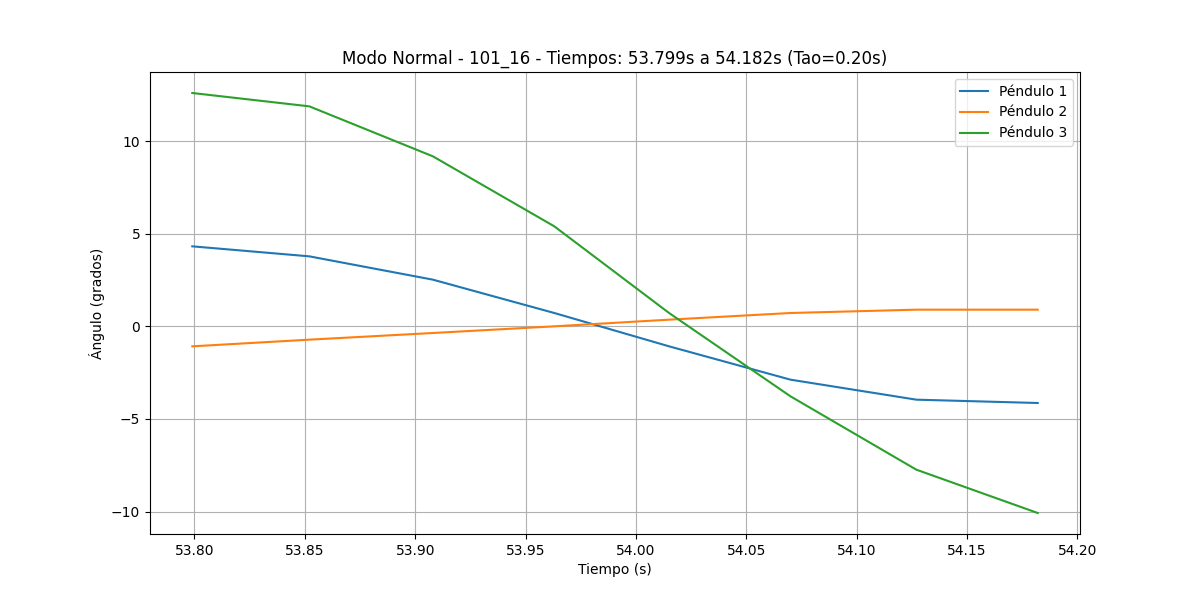 Modo Normal - 101_16 - Tiempos: 53.799s a 54.182s (Tao=0.20s)
Péndulo 1
Péndulo 2
Péndulo 3
Ángulo (grados)
10
5
0
−5
−10
53.80 53.85 53.90 53.95 54.00 54.05 54.10 54.15 54.20
Tiempo (s)